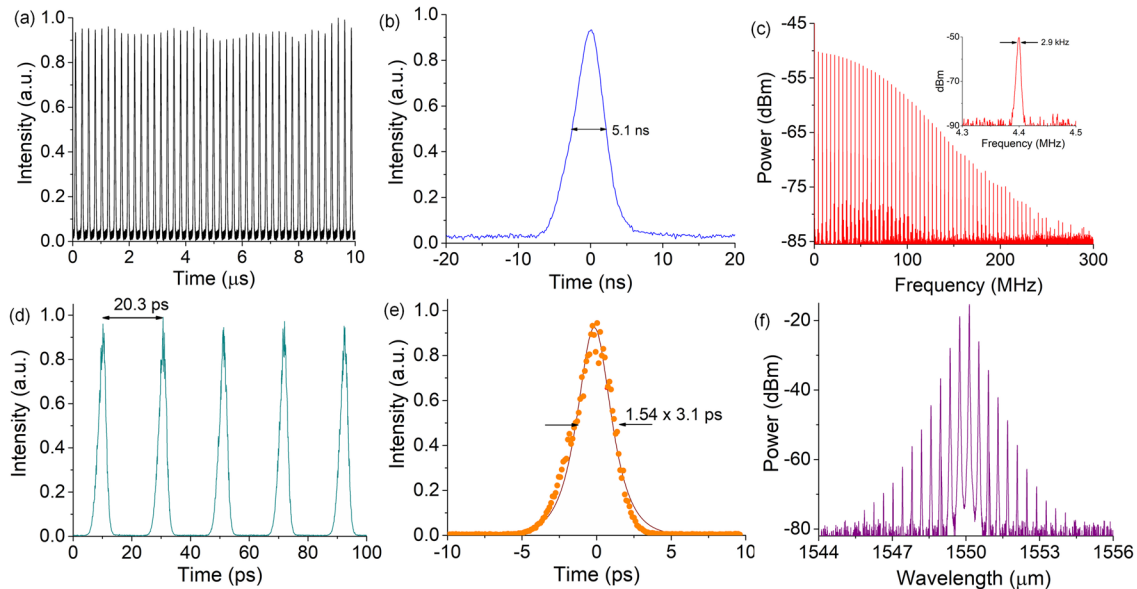 (a)
1.0
0.8
0.6
0.4
0.2
0.0
Intensity (a.u.)
0 2 4 6 8 10
Time (μs)
(b)
1.0
0.8
0.6
0.4
0.2
0.0
Intensity (a.u.)
5.1 ns
-20 -10 0 10 20
Time (ns)
(c)
-45
-55
-65
-75
-85
Power (dBm)
0 100 200 300
Frequency (MHz)
-50
-70
-90
dBm
2.9 kHz
4.3 4.4 4.5
Frequency (MHz)
(d)
1.0
0.8
0.6
0.4
0.2
0.0
Intensity (a.u.)
20.3 ps
0 20 40 60 80 100
Time (ps)
(e)
1.0
0.8
0.6
0.4
0.2
0.0
Intensity (a.u.)
1.54 x 3.1 ps
-10 -5 0 5 10
Time (ps)
(f)
-20
-40
-60
-80
Power (dBm)
1544 1547 1550 1553 1556
Wavelength (μm)